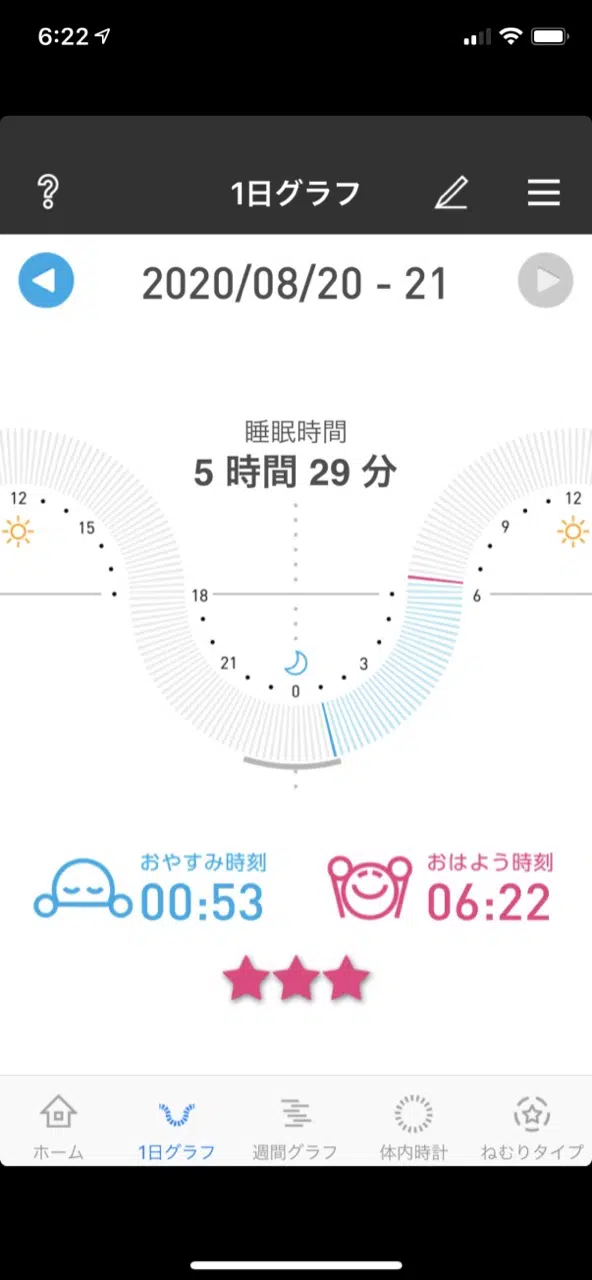 6:22
1日グラフ
2020/08/20 - 21
睡眠時間
5 時間 29 分
12
12
15
9
18
6
21
3
0
おやすみ時刻
おはよう時刻
00:53
06:22
ホーム
1日グラフ
週間グラフ
体内時計
ねむりタイプ